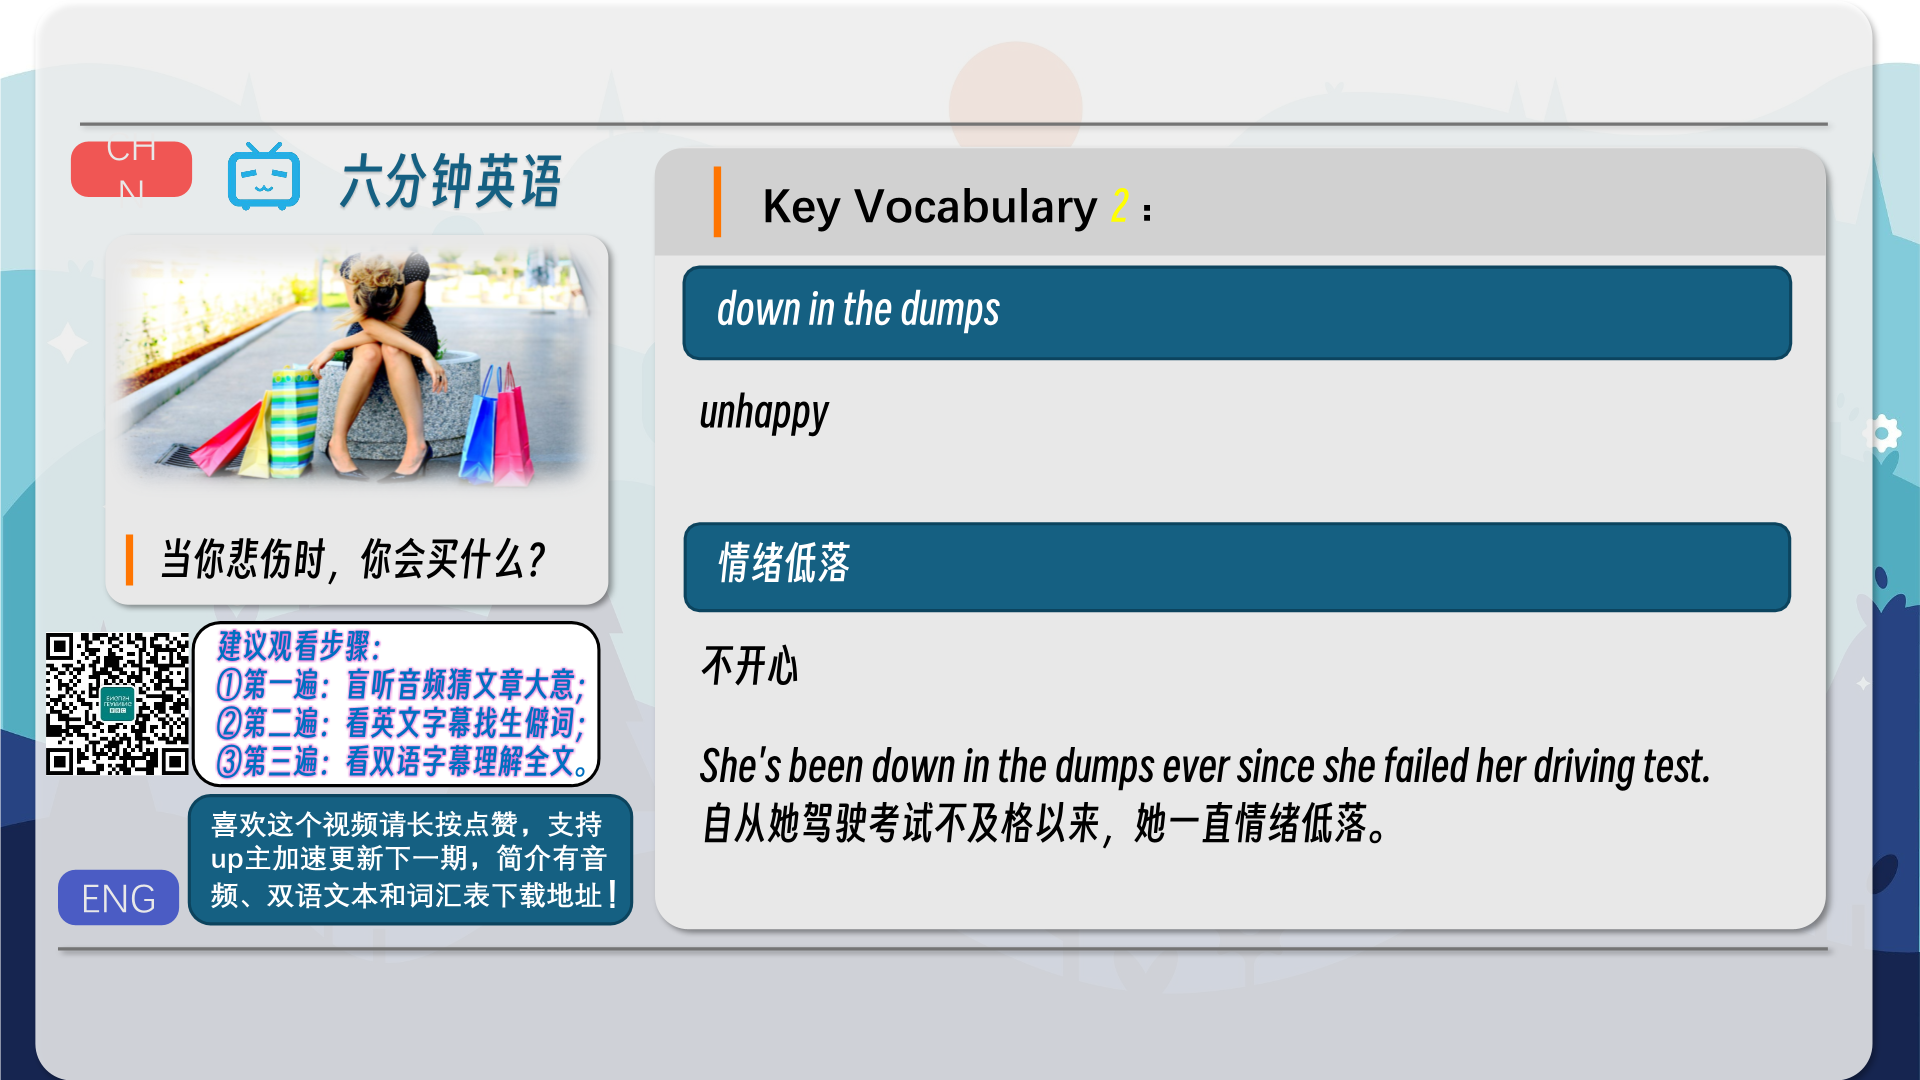 CH
N
六分钟英语
当你悲伤时，你会买什么？
建议观看步骤：
①第一遍：盲听音频猜文章大意；
②第二遍：看英文字幕找生僻词；
③第三遍：看双语字幕理解全文。
喜欢这个视频请长按点赞，支持
up主加速更新下一期，简介有音
频、双语文本和词汇表下载地址！
ENG
Key Vocabulary 2：
down in the dumps
unhappy
情绪低落
不开心
She's been down in the dumps ever since she failed her driving test.
自从她驾驶考试不及格以来，她一直情绪低落。